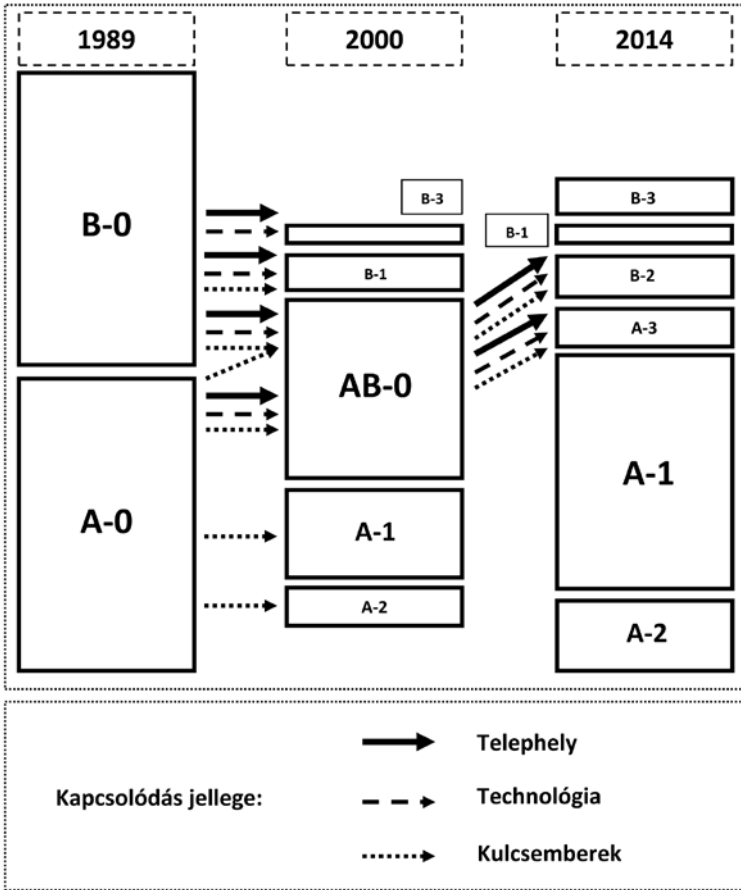 1989
2000
2014
B-0
B-3
B-3
B-1
B-1
B-2
A-3
AB-0
A-1
A-0
A-1
A-2
A-2
Kapcsolódás jellege:
Telephely
Technológia
Kulcsemberek